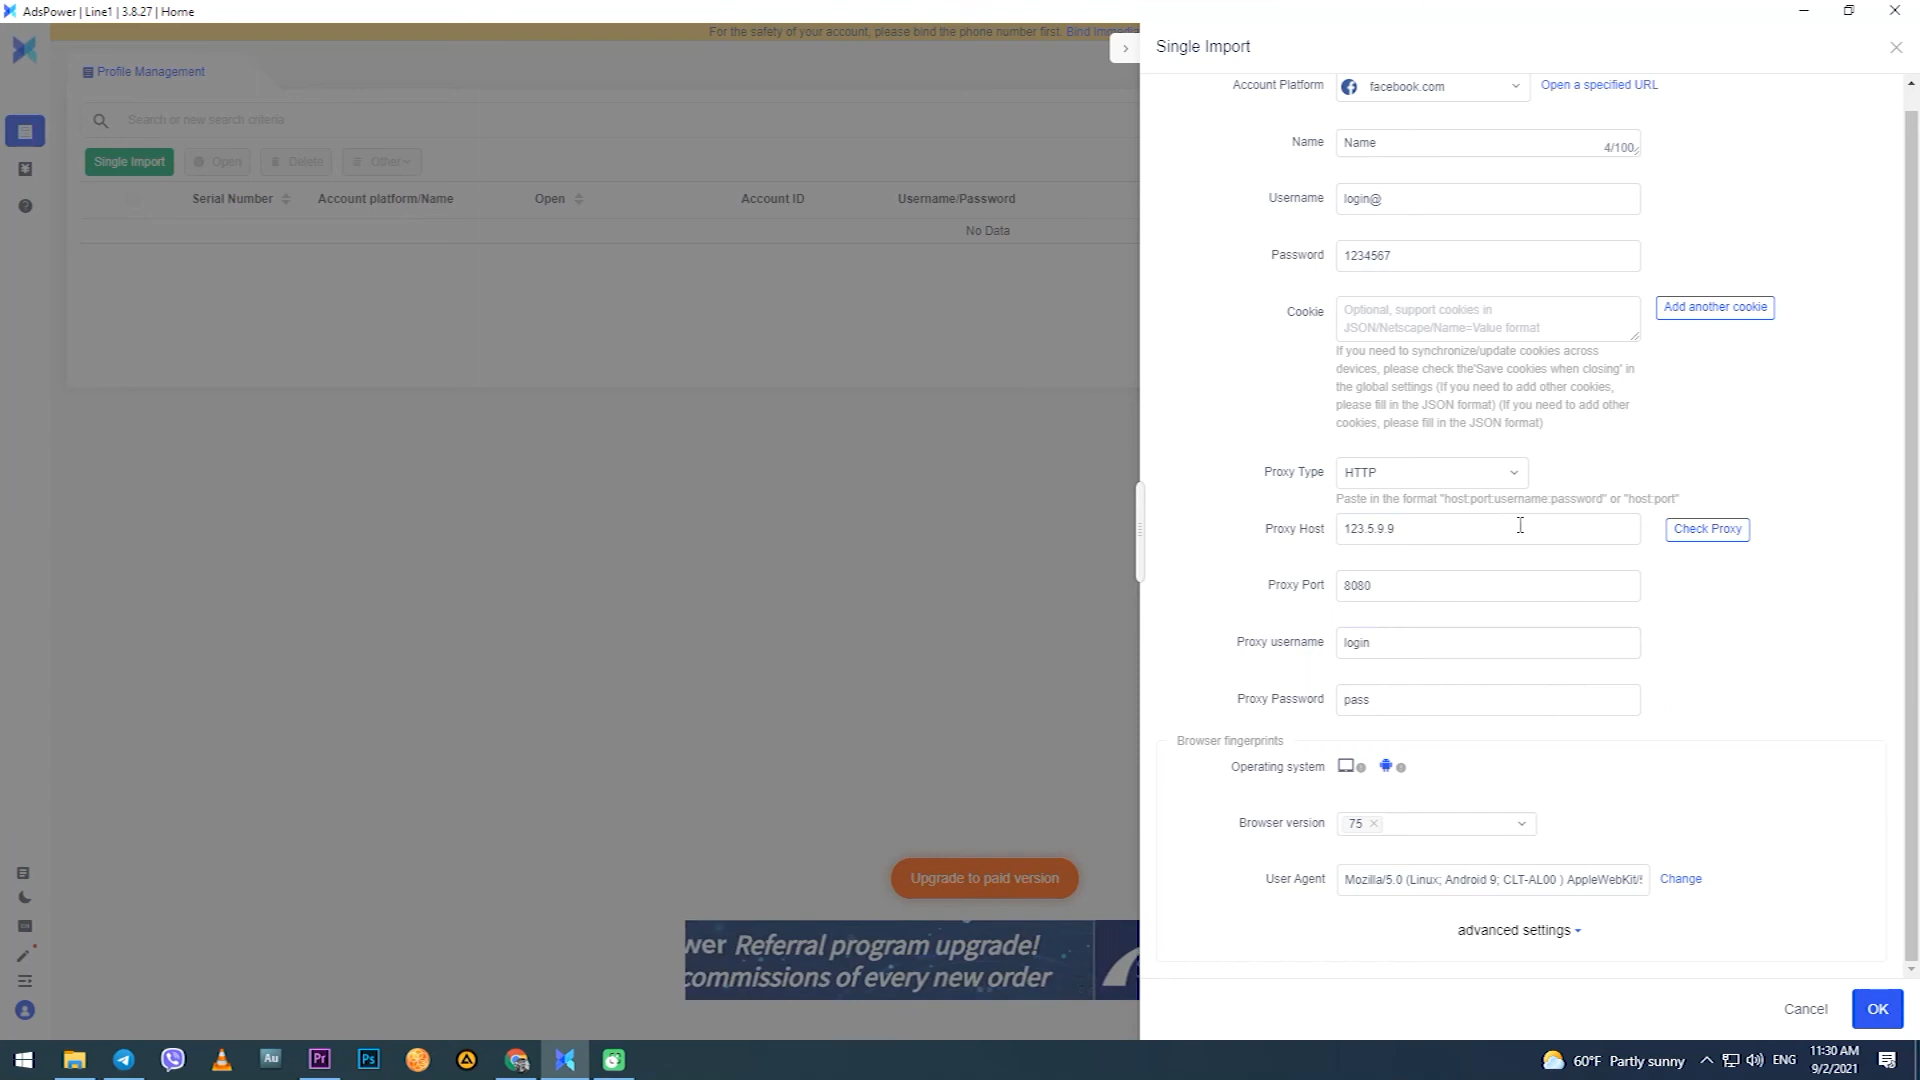 AdsPower | Line1 | 3.8.27 | Home
For the safety of your account, please bind the phone number first. Bind
Profile Management
Search or new search criteria
Single Import
Open
Delete
Other
Serial Number
Account platform/Name
Open
Account ID
Username/Password
No Data
Upgrade to paid version
wer Referral program upgrade!
commissions of every new order
Single Import
Account Platform
facebook.com
Open a specified URL
Name
Name
4/100
Username
login@
Password
1234567
Cookie
Optional, support cookies in
JSON/Netscape/Name=Value format
Add another cookie
If you need to synchronize/update cookies across
devices, please check the'Save cookies when closing' in
the global settings (If you need to add other cookies,
please fill in the JSON format) (If you need to add other
cookies, please fill in the JSON format)
Proxy Type
HTTP
Paste in the format "host:port:username:password" or "host:port"
Proxy Host
123.5.9.9
Check Proxy
Proxy Port
8080
Proxy username
login
Proxy Password
pass
Browser fingerprints
Operating system
Browser version
75
User Agent
Mozilla/5.0 (Linux; Android 9; CLT-AL00 ) AppleWebKit/
Change
advanced settings
Cancel
OK
Au
Pr
Ps
60°F Partly sunny
ENG
11:30 AM
9/2/2021